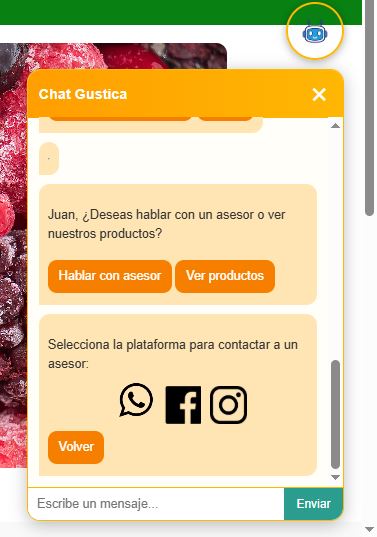 Chat Gustica
Juan, ¿Deseas hablar con un asesor o ver
nuestros productos?
Hablar con asesor
Ver productos
Selecciona la plataforma para contactar a un
asesor:
Volver
Escribe un mensaje...
Enviar